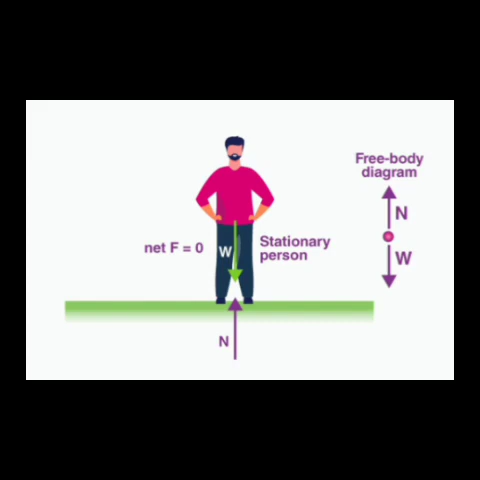 Free-body
diagram
N
W
net F = 0
W
Stationary
person
N